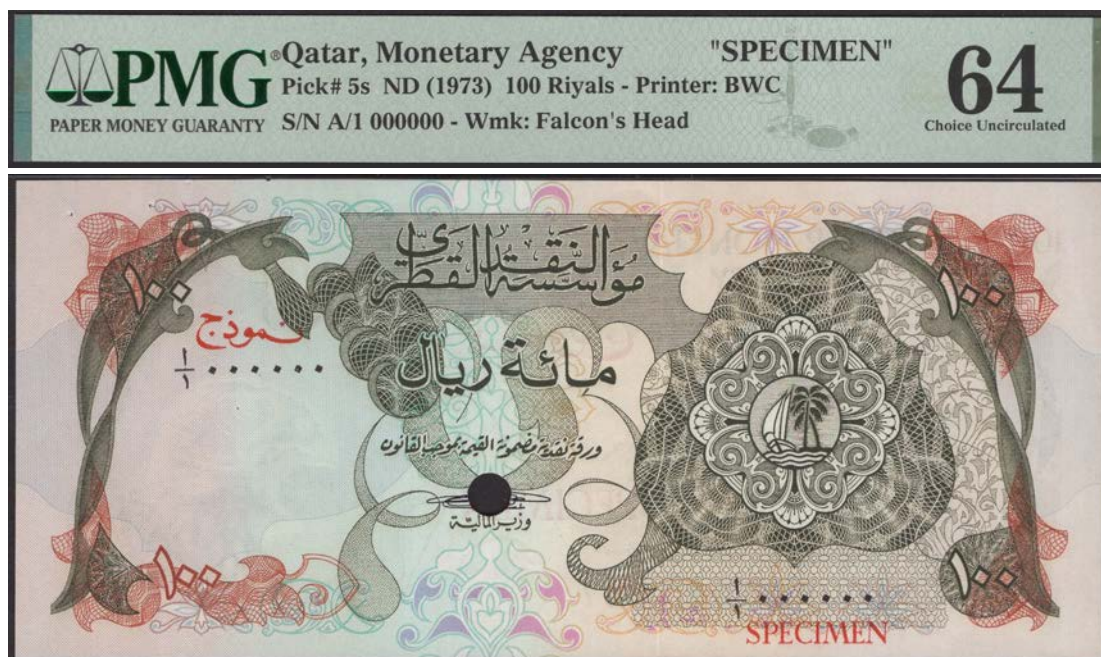 PMG®
PAPER MONEY GUARANTY
Qatar, Monetary Agency "SPECIMEN"
Pick# 5s ND (1973) 100 Riyals - Printer: BWC
S/N A/1 000000 - Wmk: Falcon's Head
64
Choice Uncirculated
مؤسسة النقد القطري
١٠٠
١٠٠
نموذج
١/١ ٠٠٠٠٠٠
مائة ريال
ورقة نقدية مضمونة القيمة بموجب القانون
وزير المالية
١٠٠
١٠٠
١/١ ٠٠٠٠٠٠
SPECIMEN